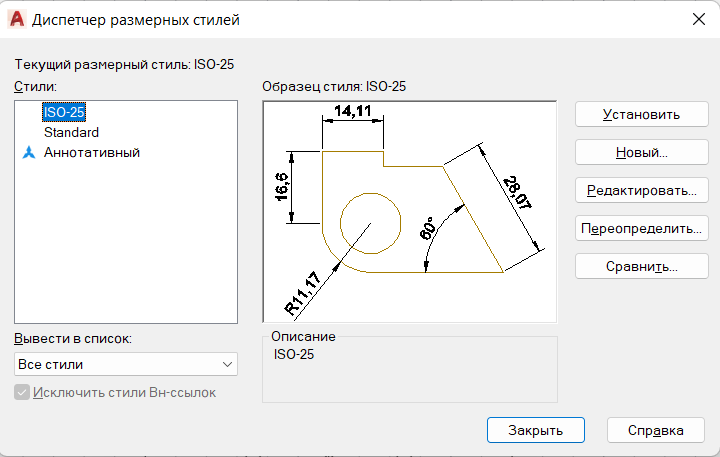 A Диспетчер размерных стилей
Текущий размерный стиль: ISO-25
Стили:
ISO-25
Standard
Аннотативный
Вывести в список:
Все стили
Исключить стили Вн-ссылок
Образец стиля: ISO-25
14,11
16,6
28,07
60°
R11,17
Описание
ISO-25
Установить
Новый...
Редактировать...
Переопределить...
Сравнить...
Закрыть
Справка